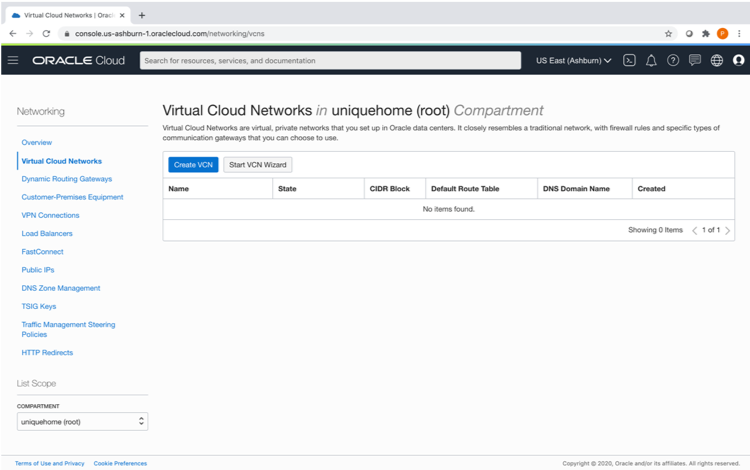 Virtual Cloud Networks | Oracl
console.us-ashburn-1.oraclecloud.com/networking/vcns
P
ORACLE Cloud
Search for resources, services, and documentation
US East (Ashburn)
Networking
Overview
Virtual Cloud Networks
Dynamic Routing Gateways
Customer-Premises Equipment
VPN Connections
Load Balancers
FastConnect
Public IPs
DNS Zone Management
TSIG Keys
Traffic Management Steering
Policies
HTTP Redirects
List Scope
COMPARTMENT
uniquehome (root)
Virtual Cloud Networks in uniquehome (root) Compartment
Virtual Cloud Networks are virtual, private networks that you set up in Oracle data centers. It closely resembles a traditional network, with firewall rules and specific types of
communication gateways that you can choose to use.
Create VCN Start VCN Wizard
Name State CIDR Block Default Route Table DNS Domain Name Created
No items found.
Showing 0 Items < 1 of 1 >
Terms of Use and Privacy Cookie Preferences
Copyright © 2020, Oracle and/or its affiliates. All rights reserved.